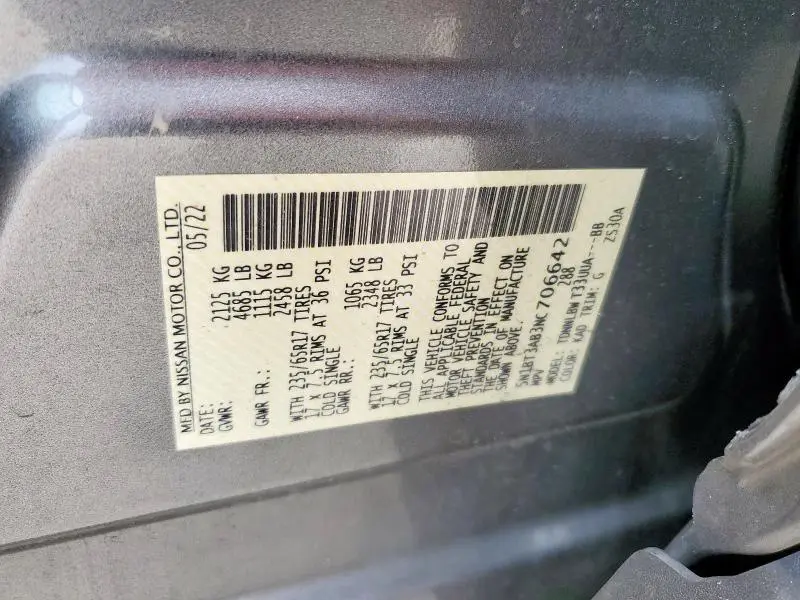 MFD BY NISSAN MOTOR CO., LTD.
DATE: 05/22
GVWR: 2125 KG
4685 LB
GAWR FR.: 1115 KG
2458 LB
WITH 235/65R17 TIRES
17 X 7.5 RIMS AT 36 PSI
COLD SINGLE
GAWR RR.: 1065 KG
2348 LB
WITH 235/65R17 TIRES
17 X 7.5 RIMS AT 33 PSI
COLD SINGLE
THIS VEHICLE CONFORMS TO
ALL APPLICABLE FEDERAL
MOTOR VEHICLE SAFETY AND
THEFT PREVENTION
STANDARDS IN EFFECT ON
THE DATE OF MANUFACTURE
SHOWN ABOVE.
5N1BT3AB3NC706642
MPV 288
TDNNLBW T33UUA---BB
COLOR: KAD TRIM: G ZS30A